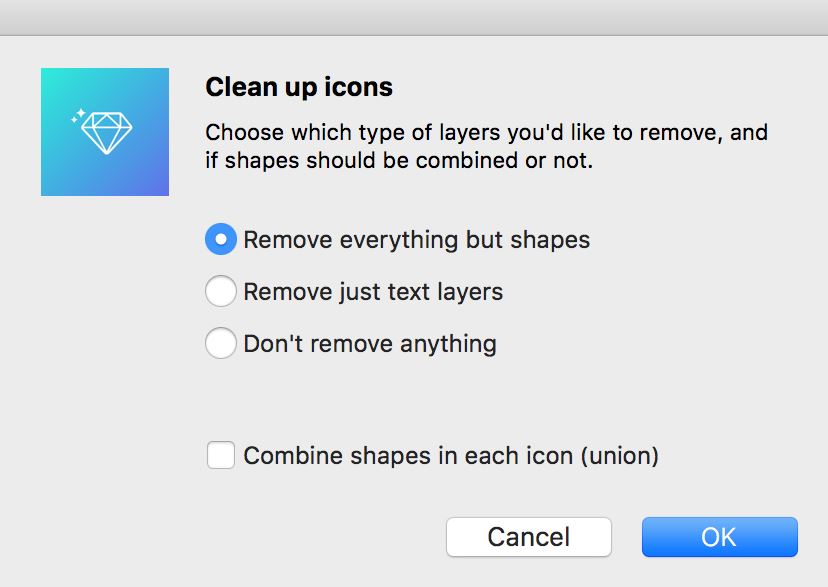 Clean up icons
Choose which type of layers you'd like to remove, and
if shapes should be combined or not.
Remove everything but shapes
Remove just text layers
Don't remove anything
Combine shapes in each icon (union)
Cancel
OK